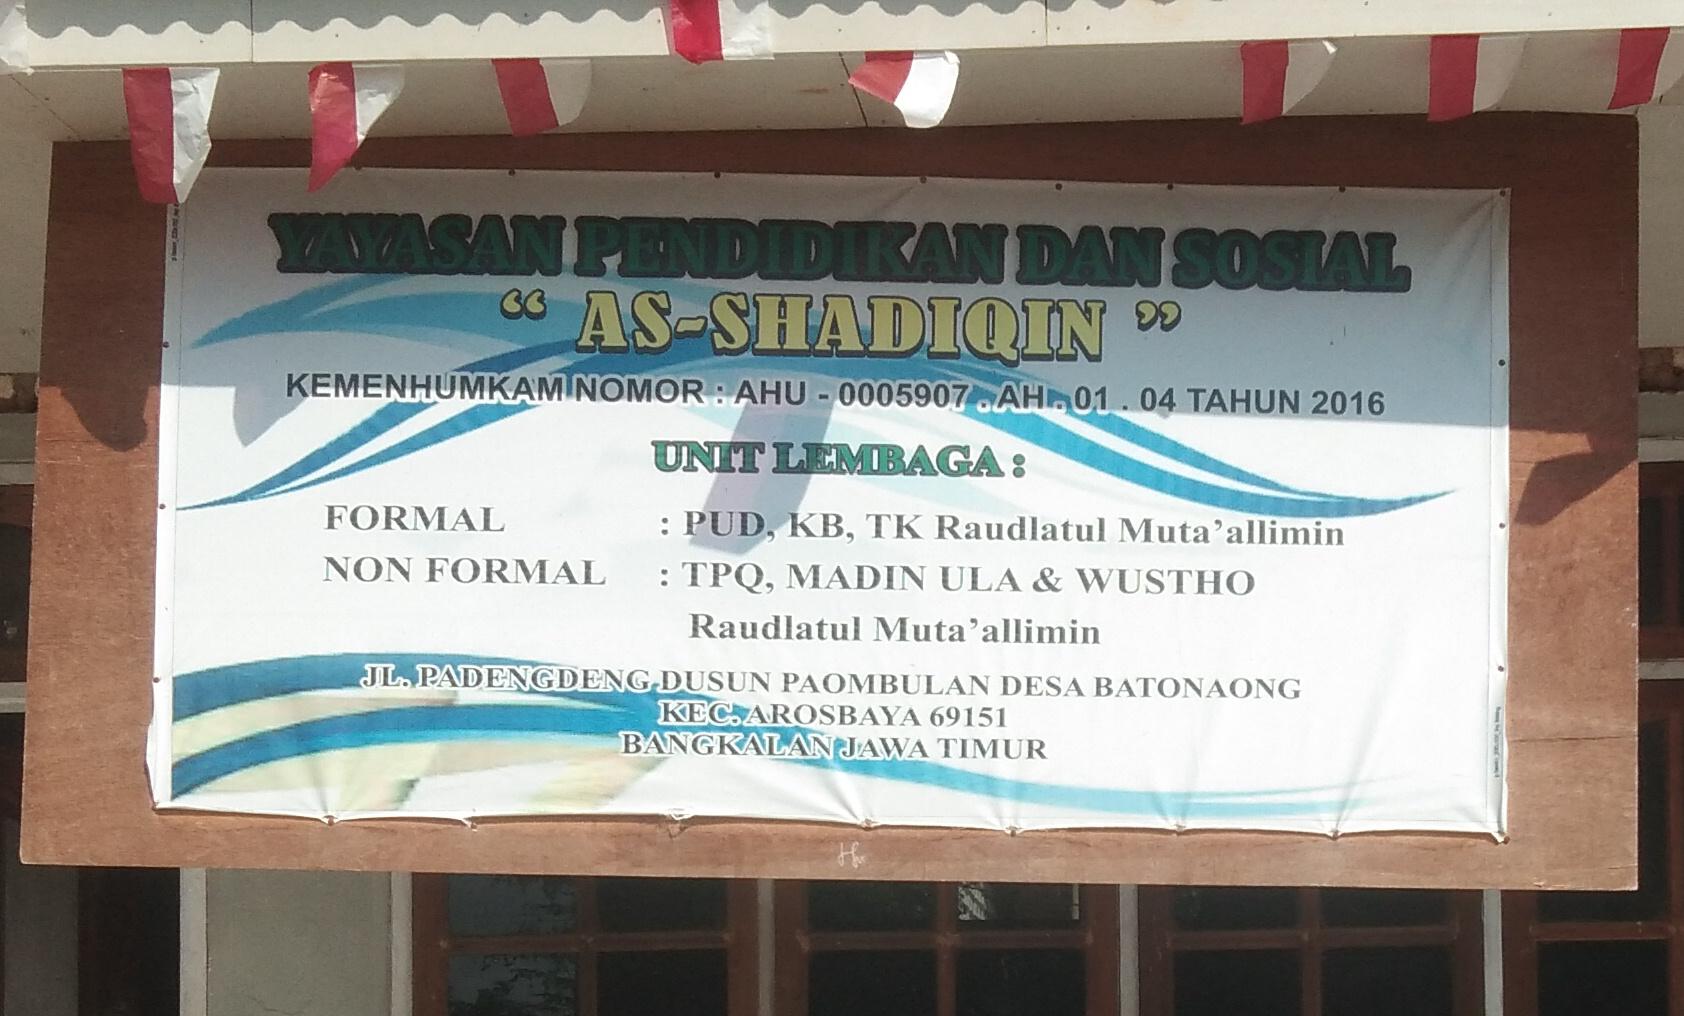 YAYASAN PENDIDIKAN DAN SOSIAL
“ AS-SHADIQIN ”
KEMENHUMKAM NOMOR : AHU - 0005907 . AH . 01 . 04 TAHUN 2016
UNIT LEMBAGA :
FORMAL : PUD, KB, TK Raudlatul Muta’allimin
NON FORMAL : TPQ, MADIN ULA & WUSTHO
Raudlatul Muta’allimin
JL. PADENGDENG DUSUN PAOMBULAN DESA BATONAONG
KEC. AROSBAYA 69151
BANGKALAN JAWA TIMUR